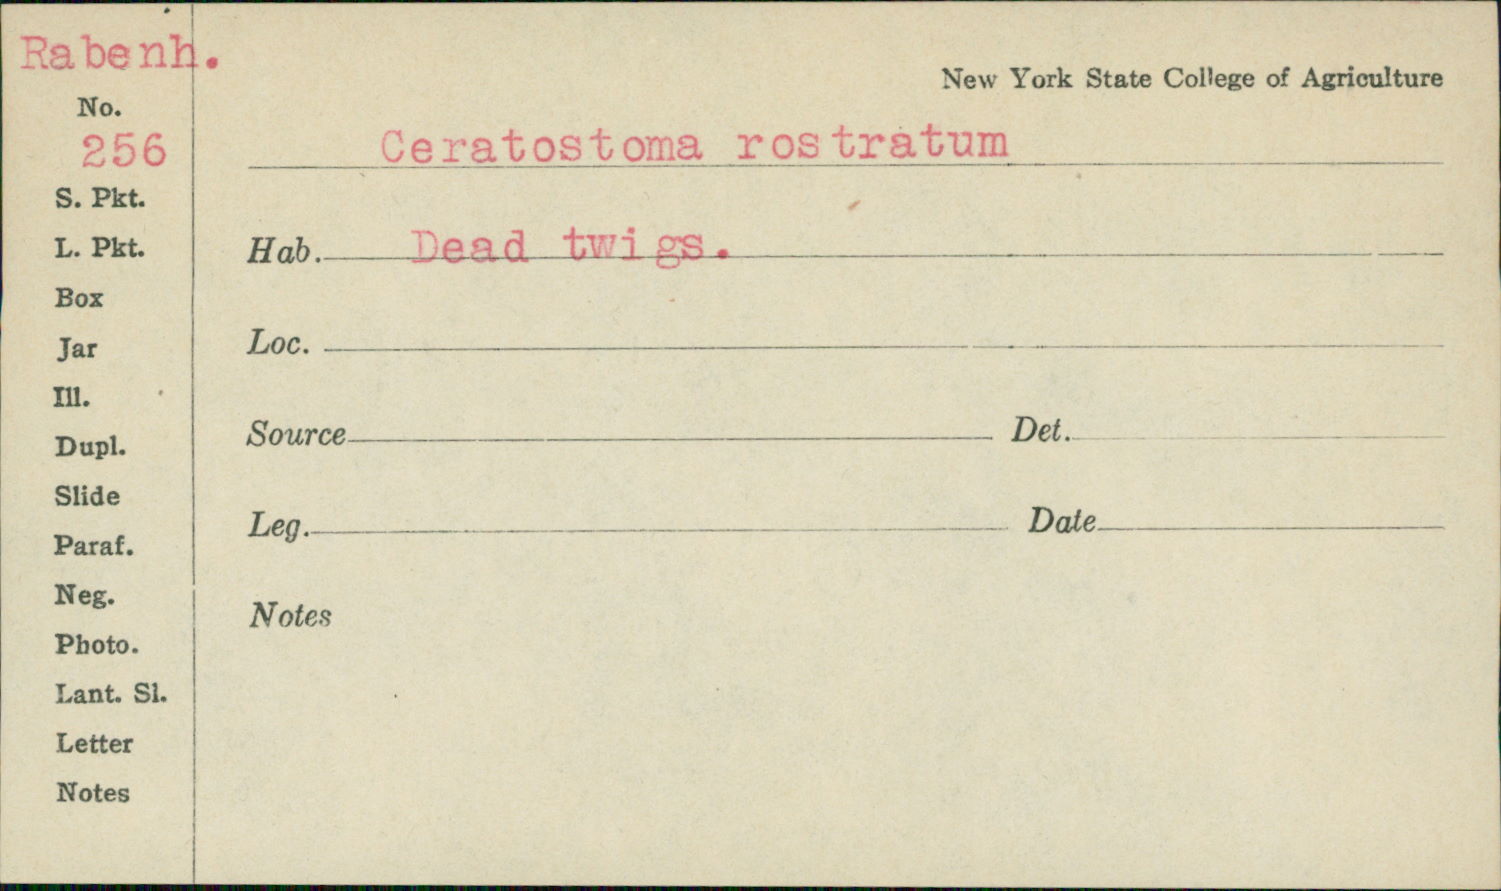 Rabenh.
No.
256
S. Pkt.
L. Pkt.
Box
Jar
Ill.
Dupl.
Slide
Paraf.
Neg.
Photo.
Lant. Sl.
Letter
Notes
New York State College of Agriculture
Ceratostoma rostratum
Hab. Dead twigs.
Loc.
Source Det.
Leg. Date
Notes